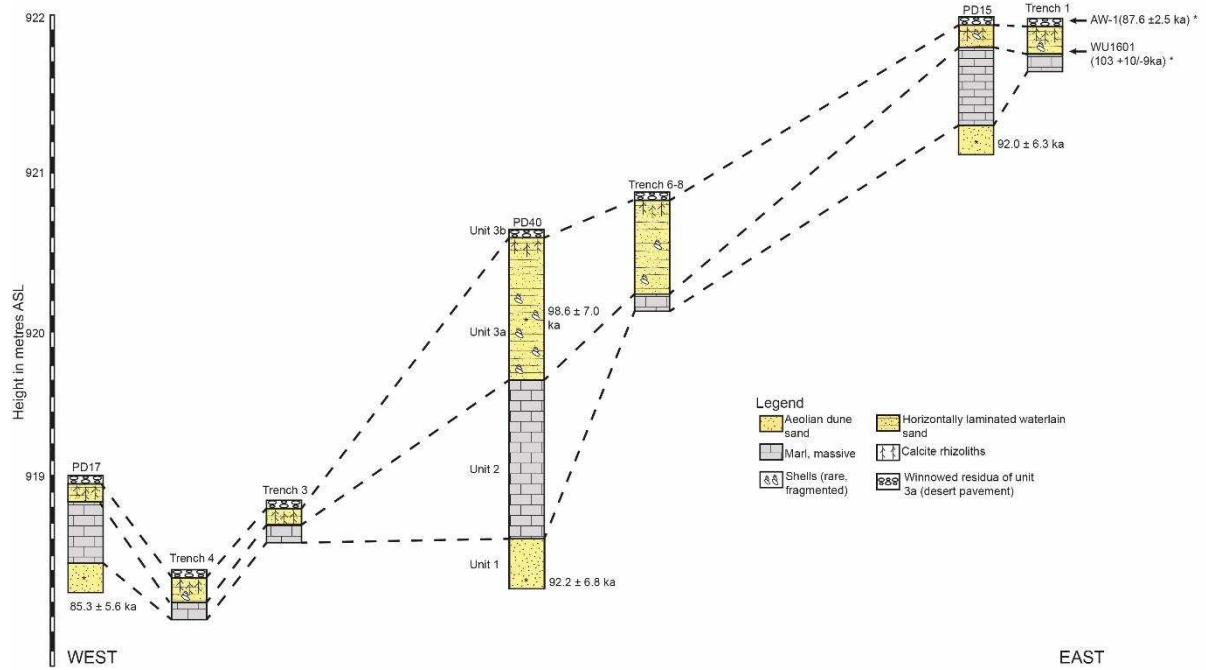 922
921
920
919
Height in metres ASL
PD15
Trench 1
AW-1(87.6 ±2.5 ka) *
WU1601
(103 +10/-9ka) *
92.0 ± 6.3 ka
Trench 6-8
PD40
Unit 3b
98.6 ± 7.0
ka
Unit 3a
Unit 2
Unit 1
92.2 ± 6.8 ka
Trench 3
PD17
Trench 4
85.3 ± 5.6 ka
Legend
Aeolian dune
sand
Horizontally laminated waterlain
sand
Marl, massive
Calcite rhizoliths
Shells (rare,
fragmented)
Winnowed residua of unit
3a (desert pavement)
WEST
EAST